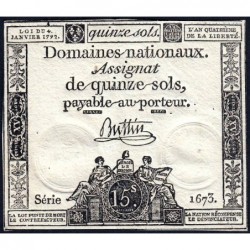 LOI DU 4. JANVIER 1792.
quinze sols.
L'AN QUATRIÈME DE LA LIBERTÉ.
Domaines nationaux.
Assignat
de quinze sols,
payable au porteur.
Buttin
Série
15 s
1673.
LA LOI PUNIT DE MORT LE CONTREFACTEUR.
LA NATION RÉCOMPENSE LE DÉNONCIATEUR.